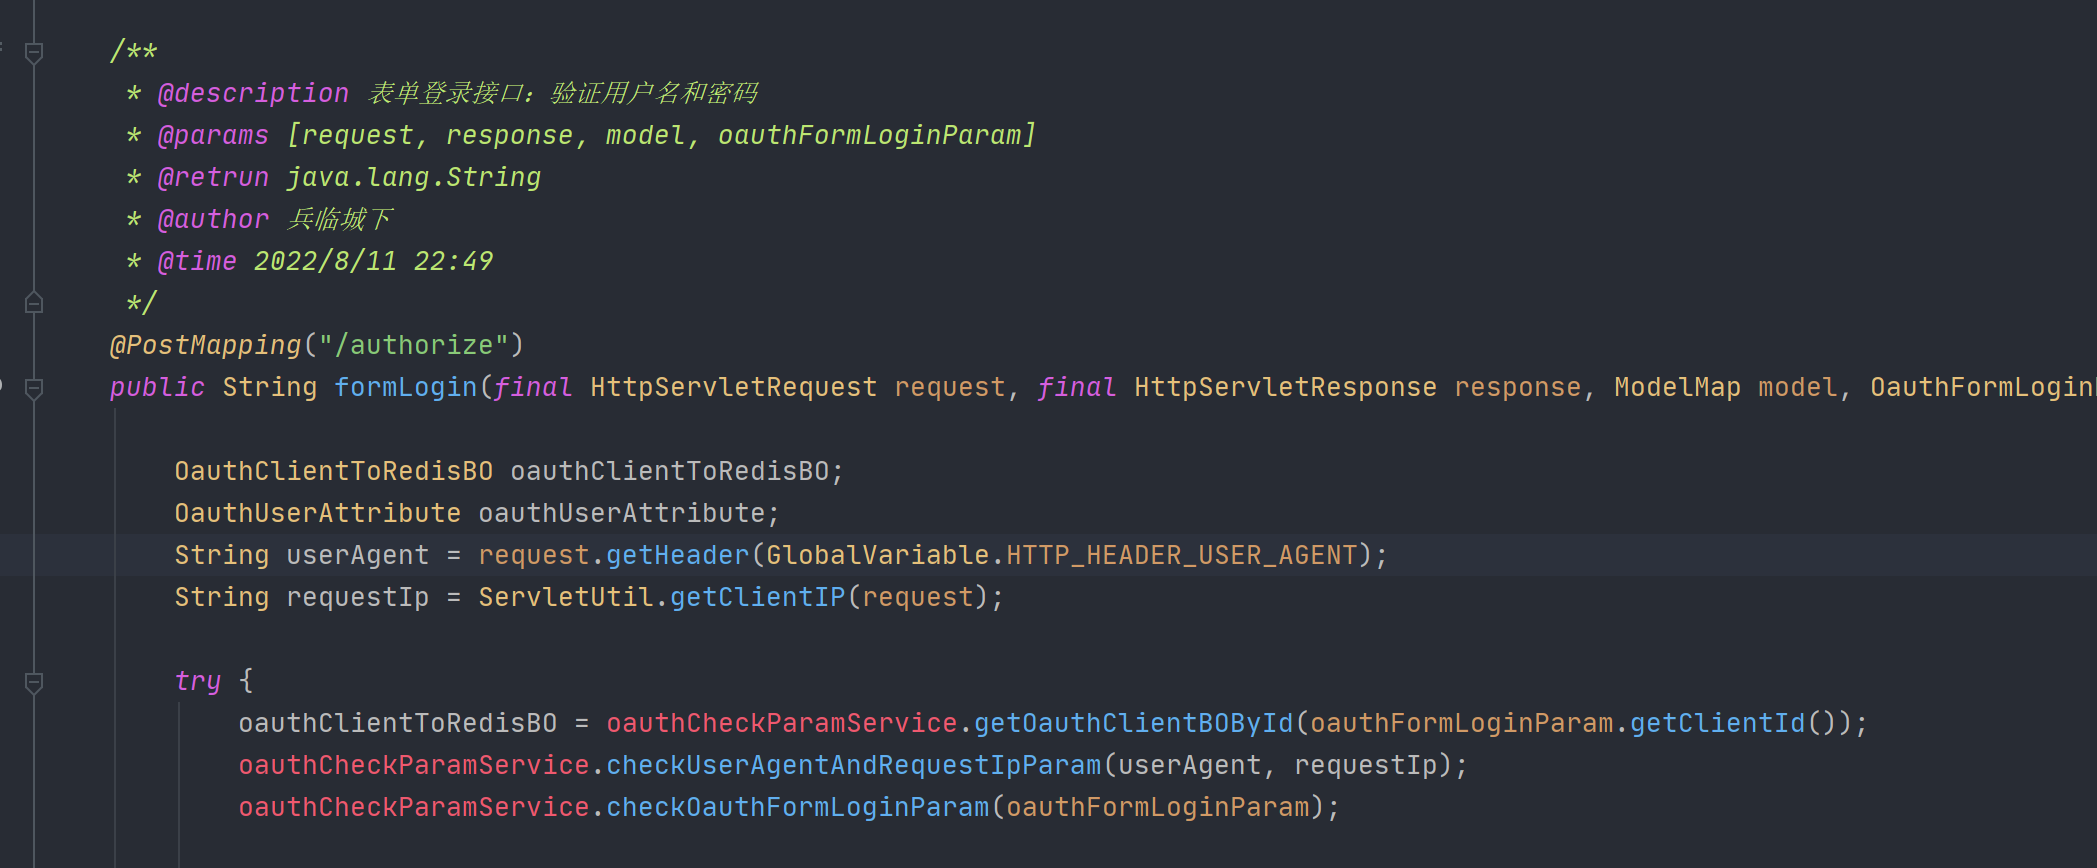 /**
* @description 表单登录接口：验证用户名和密码
* @params [request, response, model, oauthFormLoginParam]
* @retrun java.lang.String
* @author 兵临城下
* @time 2022/8/11 22:49
*/
@PostMapping("/authorize")
public String formLogin(final HttpServletRequest request, final HttpServletResponse response, ModelMap model, OauthFormLogin
OauthClientToRedisBO oauthClientToRedisBO;
OauthUserAttribute oauthUserAttribute;
String userAgent = request.getHeader(GlobalVariable.HTTP_HEADER_USER_AGENT);
String requestIp = ServletUtil.getClientIP(request);
try {
oauthClientToRedisBO = oauthCheckParamService.getOauthClientBOById(oauthFormLoginParam.getClientId());
oauthCheckParamService.checkUserAgentAndRequestIpParam(userAgent, requestIp);
oauthCheckParamService.checkOauthFormLoginParam(oauthFormLoginParam);